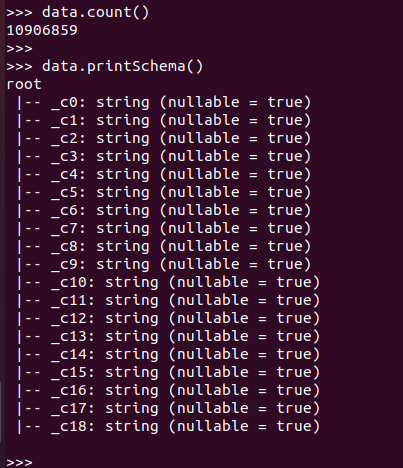 >>> data.count()
10906859
>>>
>>> data.printSchema()
root
 |-- _c0: string (nullable = true)
 |-- _c1: string (nullable = true)
 |-- _c2: string (nullable = true)
 |-- _c3: string (nullable = true)
 |-- _c4: string (nullable = true)
 |-- _c5: string (nullable = true)
 |-- _c6: string (nullable = true)
 |-- _c7: string (nullable = true)
 |-- _c8: string (nullable = true)
 |-- _c9: string (nullable = true)
 |-- _c10: string (nullable = true)
 |-- _c11: string (nullable = true)
 |-- _c12: string (nullable = true)
 |-- _c13: string (nullable = true)
 |-- _c14: string (nullable = true)
 |-- _c15: string (nullable = true)
 |-- _c16: string (nullable = true)
 |-- _c17: string (nullable = true)
 |-- _c18: string (nullable = true)
>>>